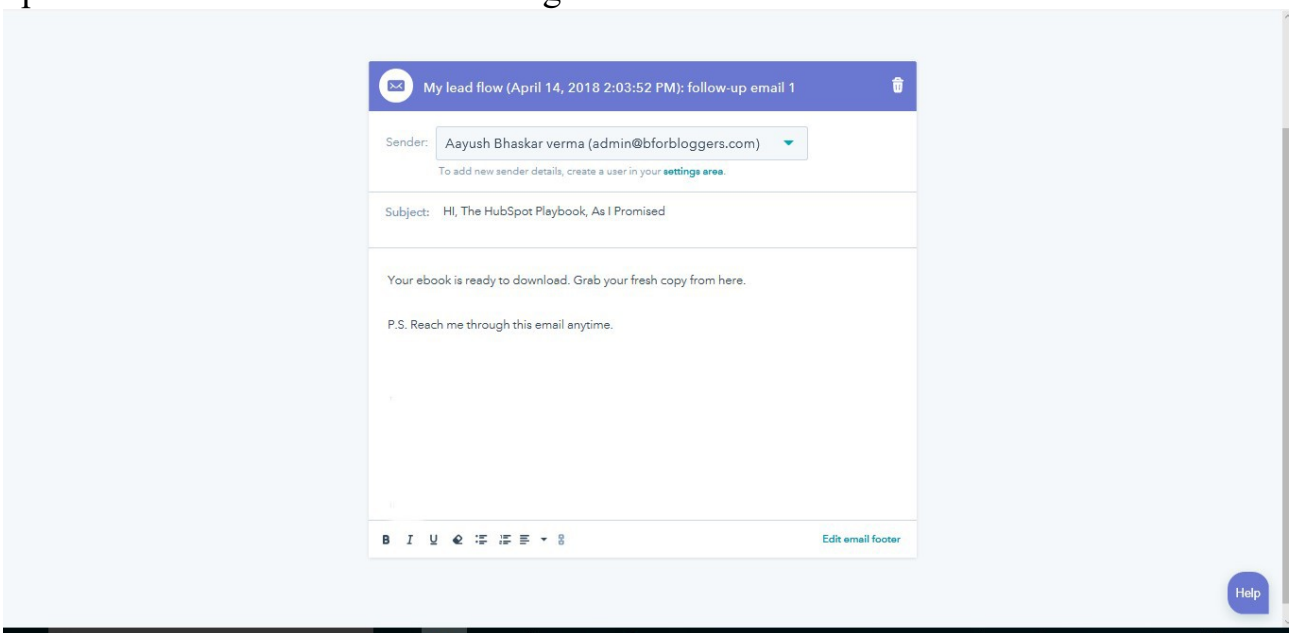 My lead flow (April 14, 2018 2:03:52 PM): follow-up email 1
Sender: Aayush Bhaskar verma (admin@bforbloggers.com)
To add new sender details, create a user in your settings area.
Subject: HI, The HubSpot Playbook, As I Promised
Your ebook is ready to download. Grab your fresh copy from here.
P.S. Reach me through this email anytime.
B I U Edit email footer
Help